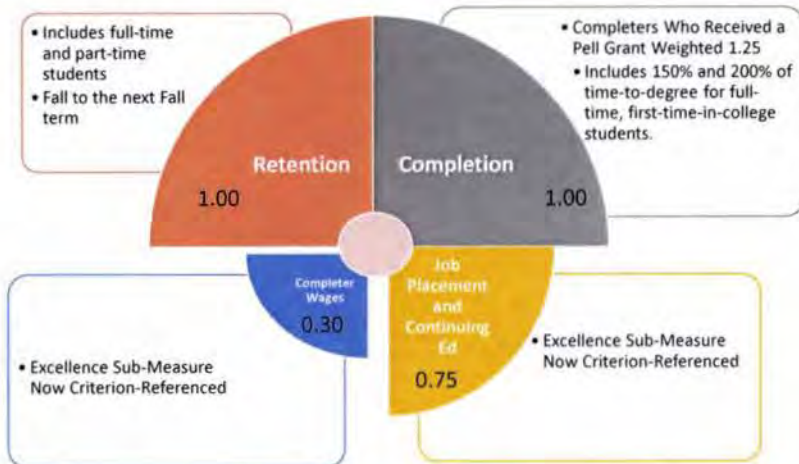 • Includes full-time
and part-time
students
• Fall to the next Fall
term
• Completers Who Received a
Pell Grant Weighted 1.25
• Includes 150% and 200% of
time-to-degree for full-
time, first-time-in-college
students.
Retention
1.00
Completion
1.00
Completer
Wages
0.30
Job
Placement
and
Continuing
Ed
0.75
• Excellence Sub-Measure
Now Criterion-Referenced
• Excellence Sub-Measure
Now Criterion-Referenced